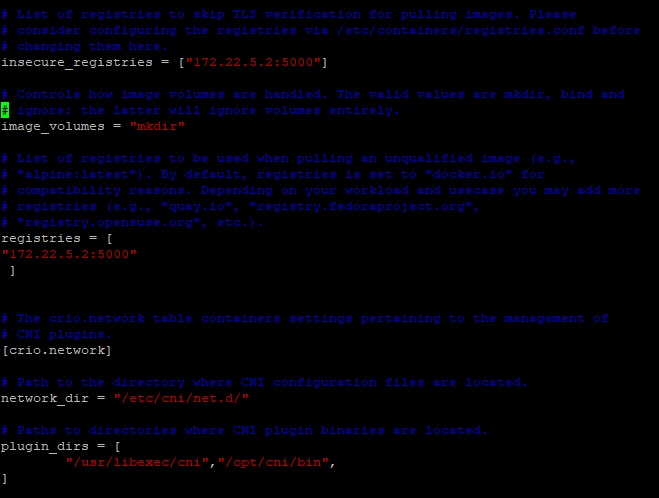 # List of registries to skip TLS verification for pulling images. Please
# consider configuring the registries via /etc/containers/registries.conf before
# changing them here.
insecure_registries = ["172.22.5.2:5000"]
# Controls how image volumes are handled. The valid values are mkdir, bind and
# ignore; the latter will ignore volumes entirely.
image_volumes = "mkdir"
# List of registries to be used when pulling an unqualified image (e.g.,
# "alpine:latest"). By default, registries is set to "docker.io" for
# compatibility reasons. Depending on your workload and usecase you may add more
# registries (e.g., "quay.io", "registry.fedoraproject.org",
# "registry.opensuse.org", etc.).
registries = [
"172.22.5.2:5000"
]
# The crio.network table containers settings pertaining to the management of
# CNI plugins.
[crio.network]
# Path to the directory where CNI configuration files are located.
network_dir = "/etc/cni/net.d/"
# Paths to directories where CNI plugin binaries are located.
plugin_dirs = [
"/usr/libexec/cni","/opt/cni/bin",
]